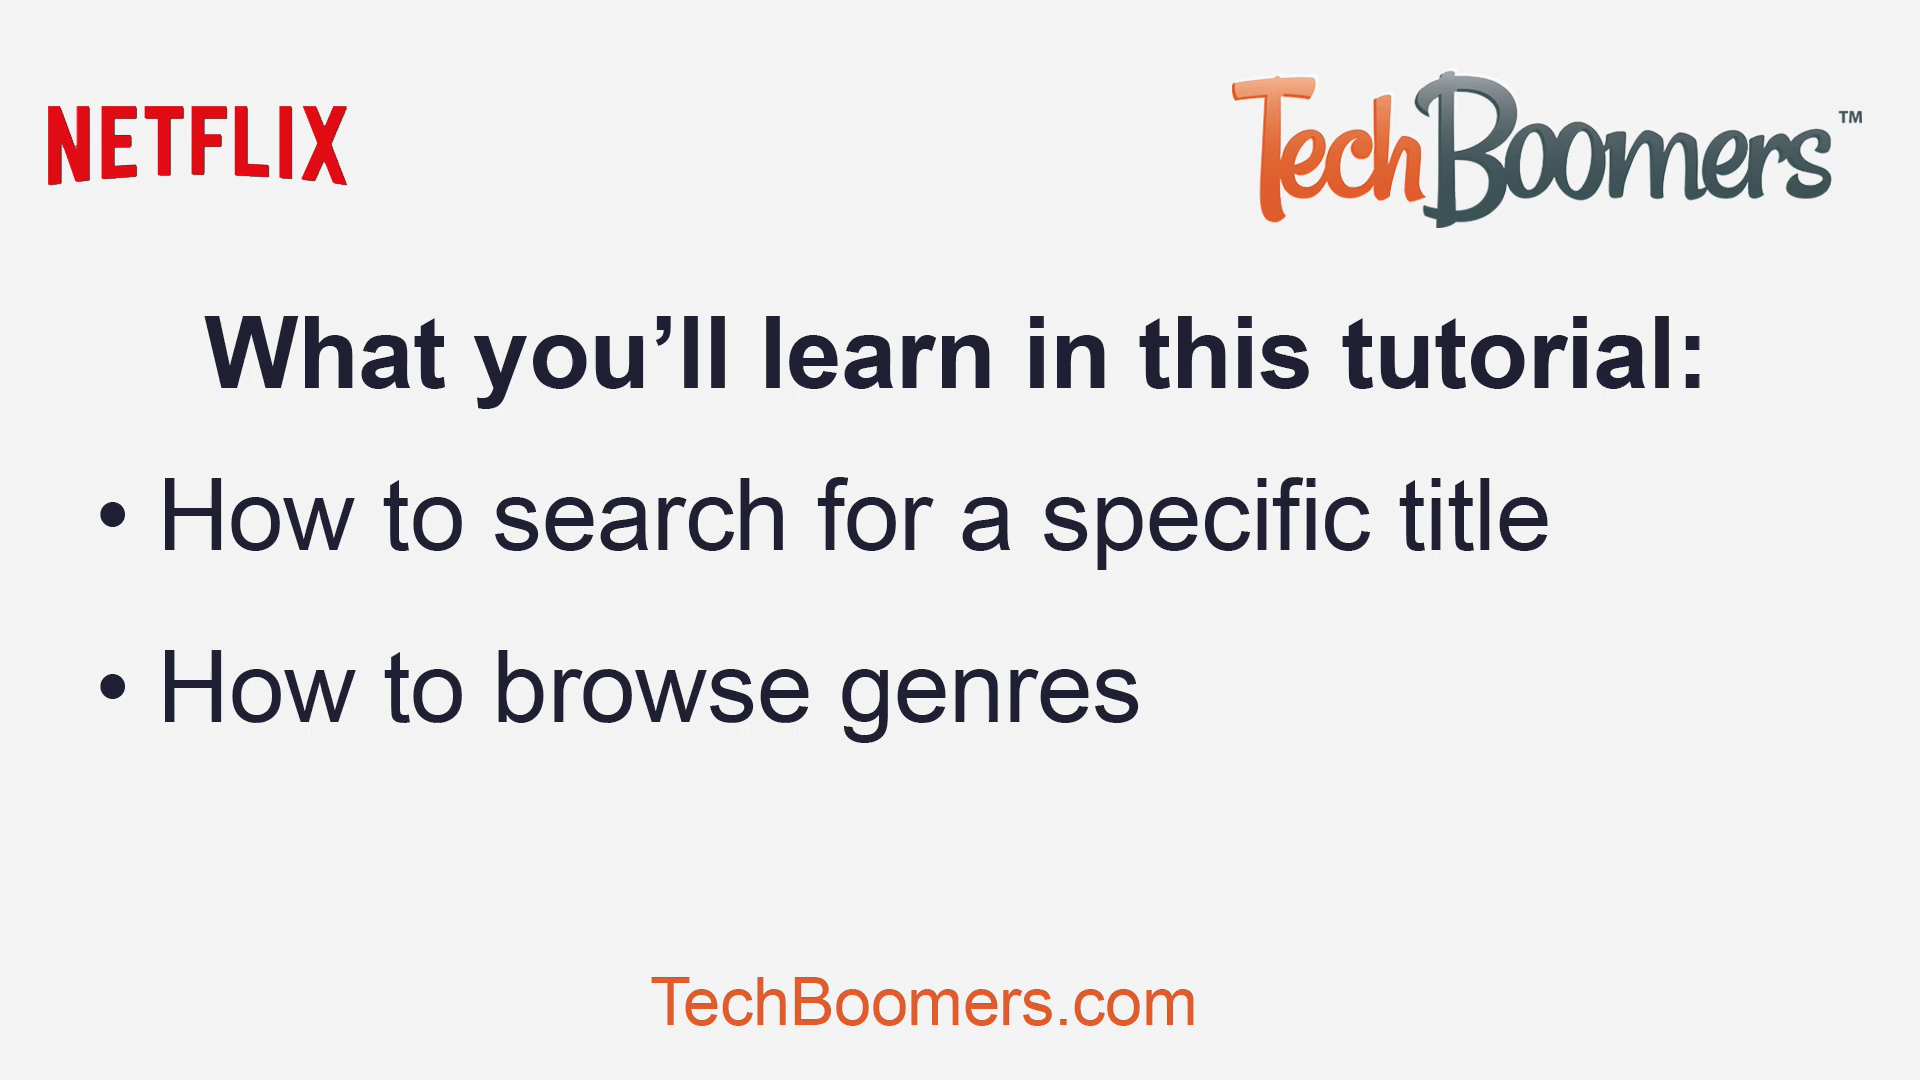 NETFLIX
TechBoomers™
What you’ll learn in this tutorial:
• How to search for a specific title
• How to browse genres
TechBoomers.com